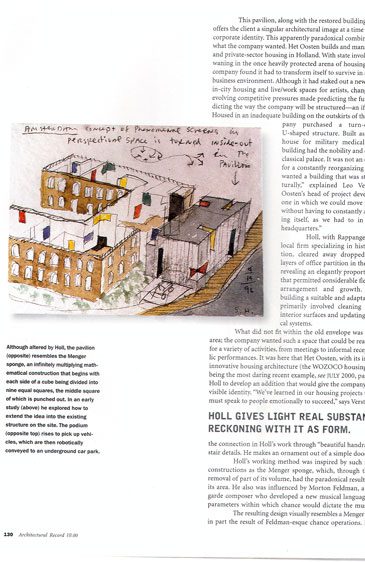 This pavilion, along with the restored building
offers the client a singular architectural image at a time
corporate identity. This apparently paradoxical combin
what the company wanted. Het Oosten builds and man
and private-sector housing in Holland. With state invol
waning in the once heavily protected arena of housing
company found it had to transform itself to survive in
business environment. Although it had staked out a new
in-city housing and live/work spaces for artists, chan
evolving competitive pressures made predicting the fu
dicting the way the company will be structured—an if
Housed in an inadequate building on the outskirts of th
pany purchased a turn-
U-shaped structure. Built as
house for military medical
building had the nobility and
classical palace. It was not an
for a constantly reorganizing
wanted a building that was st
turally," explained Leo Ve
Oosten's head of project deve
one in which we could move
without having to constantly
ing itself, as we had to in
headquarters."
Holl, with Rappange
local firm specializing in hist
tion, cleared away dropped
layers of office partition in th
revealing an elegantly proport
that permitted considerable fl
arrangement and growth.
building a suitable and adapta
primarily involved cleaning
interior surfaces and updating
cal systems.
What did not fit within the old envelope was
area; the company wanted such a space that could be rea
for a variety of activities, from meetings to informal rece
lic performances. It was here that Het Oosten, with its i
innovative housing architecture (the WOZOCO housing
being the most daring recent example, see JULY 2000, pa
Holl to develop an addition that would give the company
visible identity. "We've learned in our housing projects
must speak to people emotionally to succeed," says Verst
HOLL GIVES LIGHT REAL SUBSTAN
RECKONING WITH IT AS FORM.
the connection in Holl's work through "beautiful handra
stair details. He makes an ornament out of a simple doo
Holl's working method was inspired by such
constructions as the Menger sponge, which, through t
removal of part of its volume, had the paradoxical result
its area. He also was influenced by Morton Feldman, a
garde composer who developed a new musical languag
parameters within which chance would dictate the mus
The resulting design visually resembles a Menger
in part the result of Feldman-esque chance operations.
AMSTERDAM Concept of Phenomenal Screens in
perspectival space is toward inside-out
in the
Pavilion
Although altered by Holl, the pavilion
(opposite) resembles the Menger
sponge, an infinitely multiplying math-
ematical construction that begins with
each side of a cube being divided into
nine equal squares, the middle square
of which is punched out. In an early
study (above) he explored how to
extend the idea into the existing
structure on the site. The podium
(opposite top) rises to pick up vehi-
cles, which are then robotically
conveyed to an underground car park.
130 Architectural Record 10.00